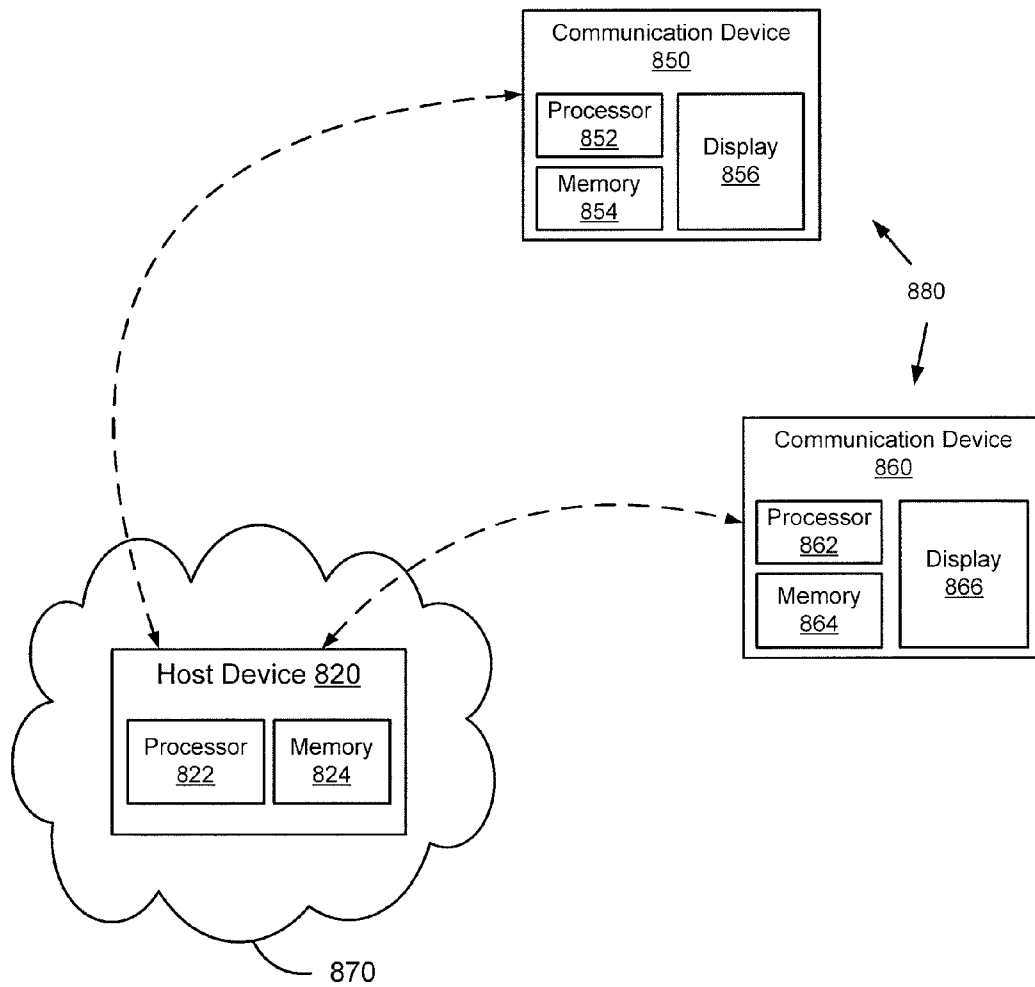 Communication Device
850
Processor
852
Memory
854
Display
856
880
Communication Device
860
Processor
862
Memory
864
Display
866
Host Device 820
Processor
822
Memory
824
870